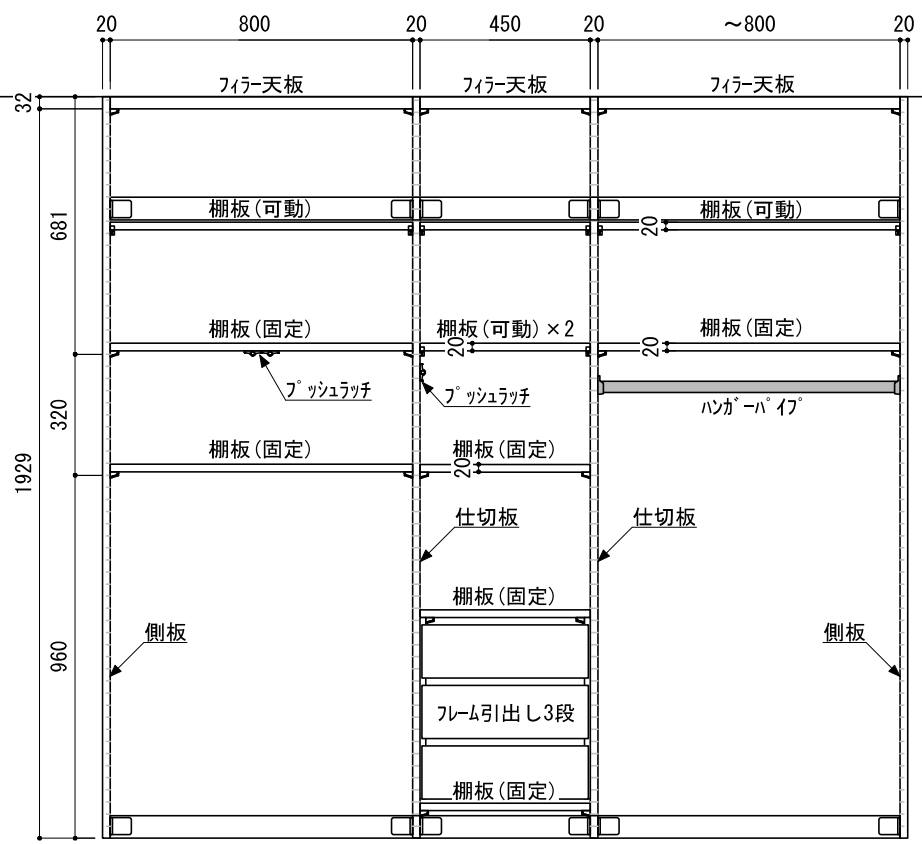 20 800 20 450 20 ～800 20
フィラー天板 フィラー天板 フィラー天板
32
棚板(可動) 棚板(可動)
681
20
棚板(固定) 棚板(可動)×2 棚板(固定)
20 20
プッシュラッチ プッシュラッチ
ハンガーパイプ
320
棚板(固定) 棚板(固定)
20
1929
仕切板 仕切板
棚板(固定)
側板 側板
960
フレーム引出し3段
棚板(固定)